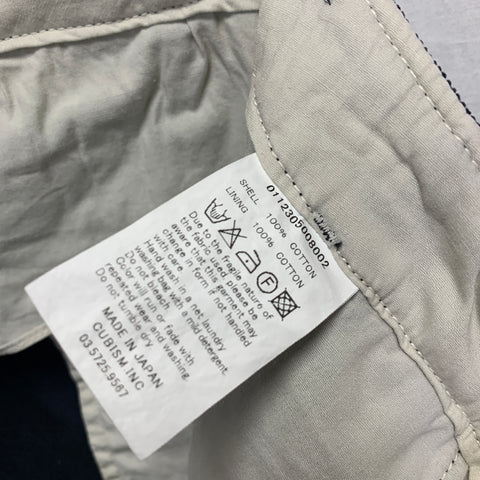 0112305008002
SHELL 100% COTTON
LINING 100% COTTON
F
Due to the fragile nature of
the fabric used, please be
aware that this garment may
change in form if not handled
with care.
Hand wash in a net laundry
washing bag with a mild detergent.
Do not bleach.
Color will run or fade with
repeated wear and washing.
Do not tumble dry.
MADE IN JAPAN
CUBISM.INC
03 5725 9567